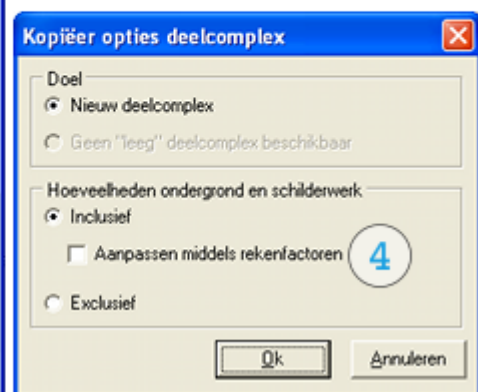 Kopiëer opties deelcomplex
Doel
Nieuw deelcomplex
Geen "leeg" deelcomplex beschikbaar
Hoeveelheden ondergrond en schilderwerk
Inclusief
Aanpassen middels rekenfactoren 4
Exclusief
Ok Annuleren